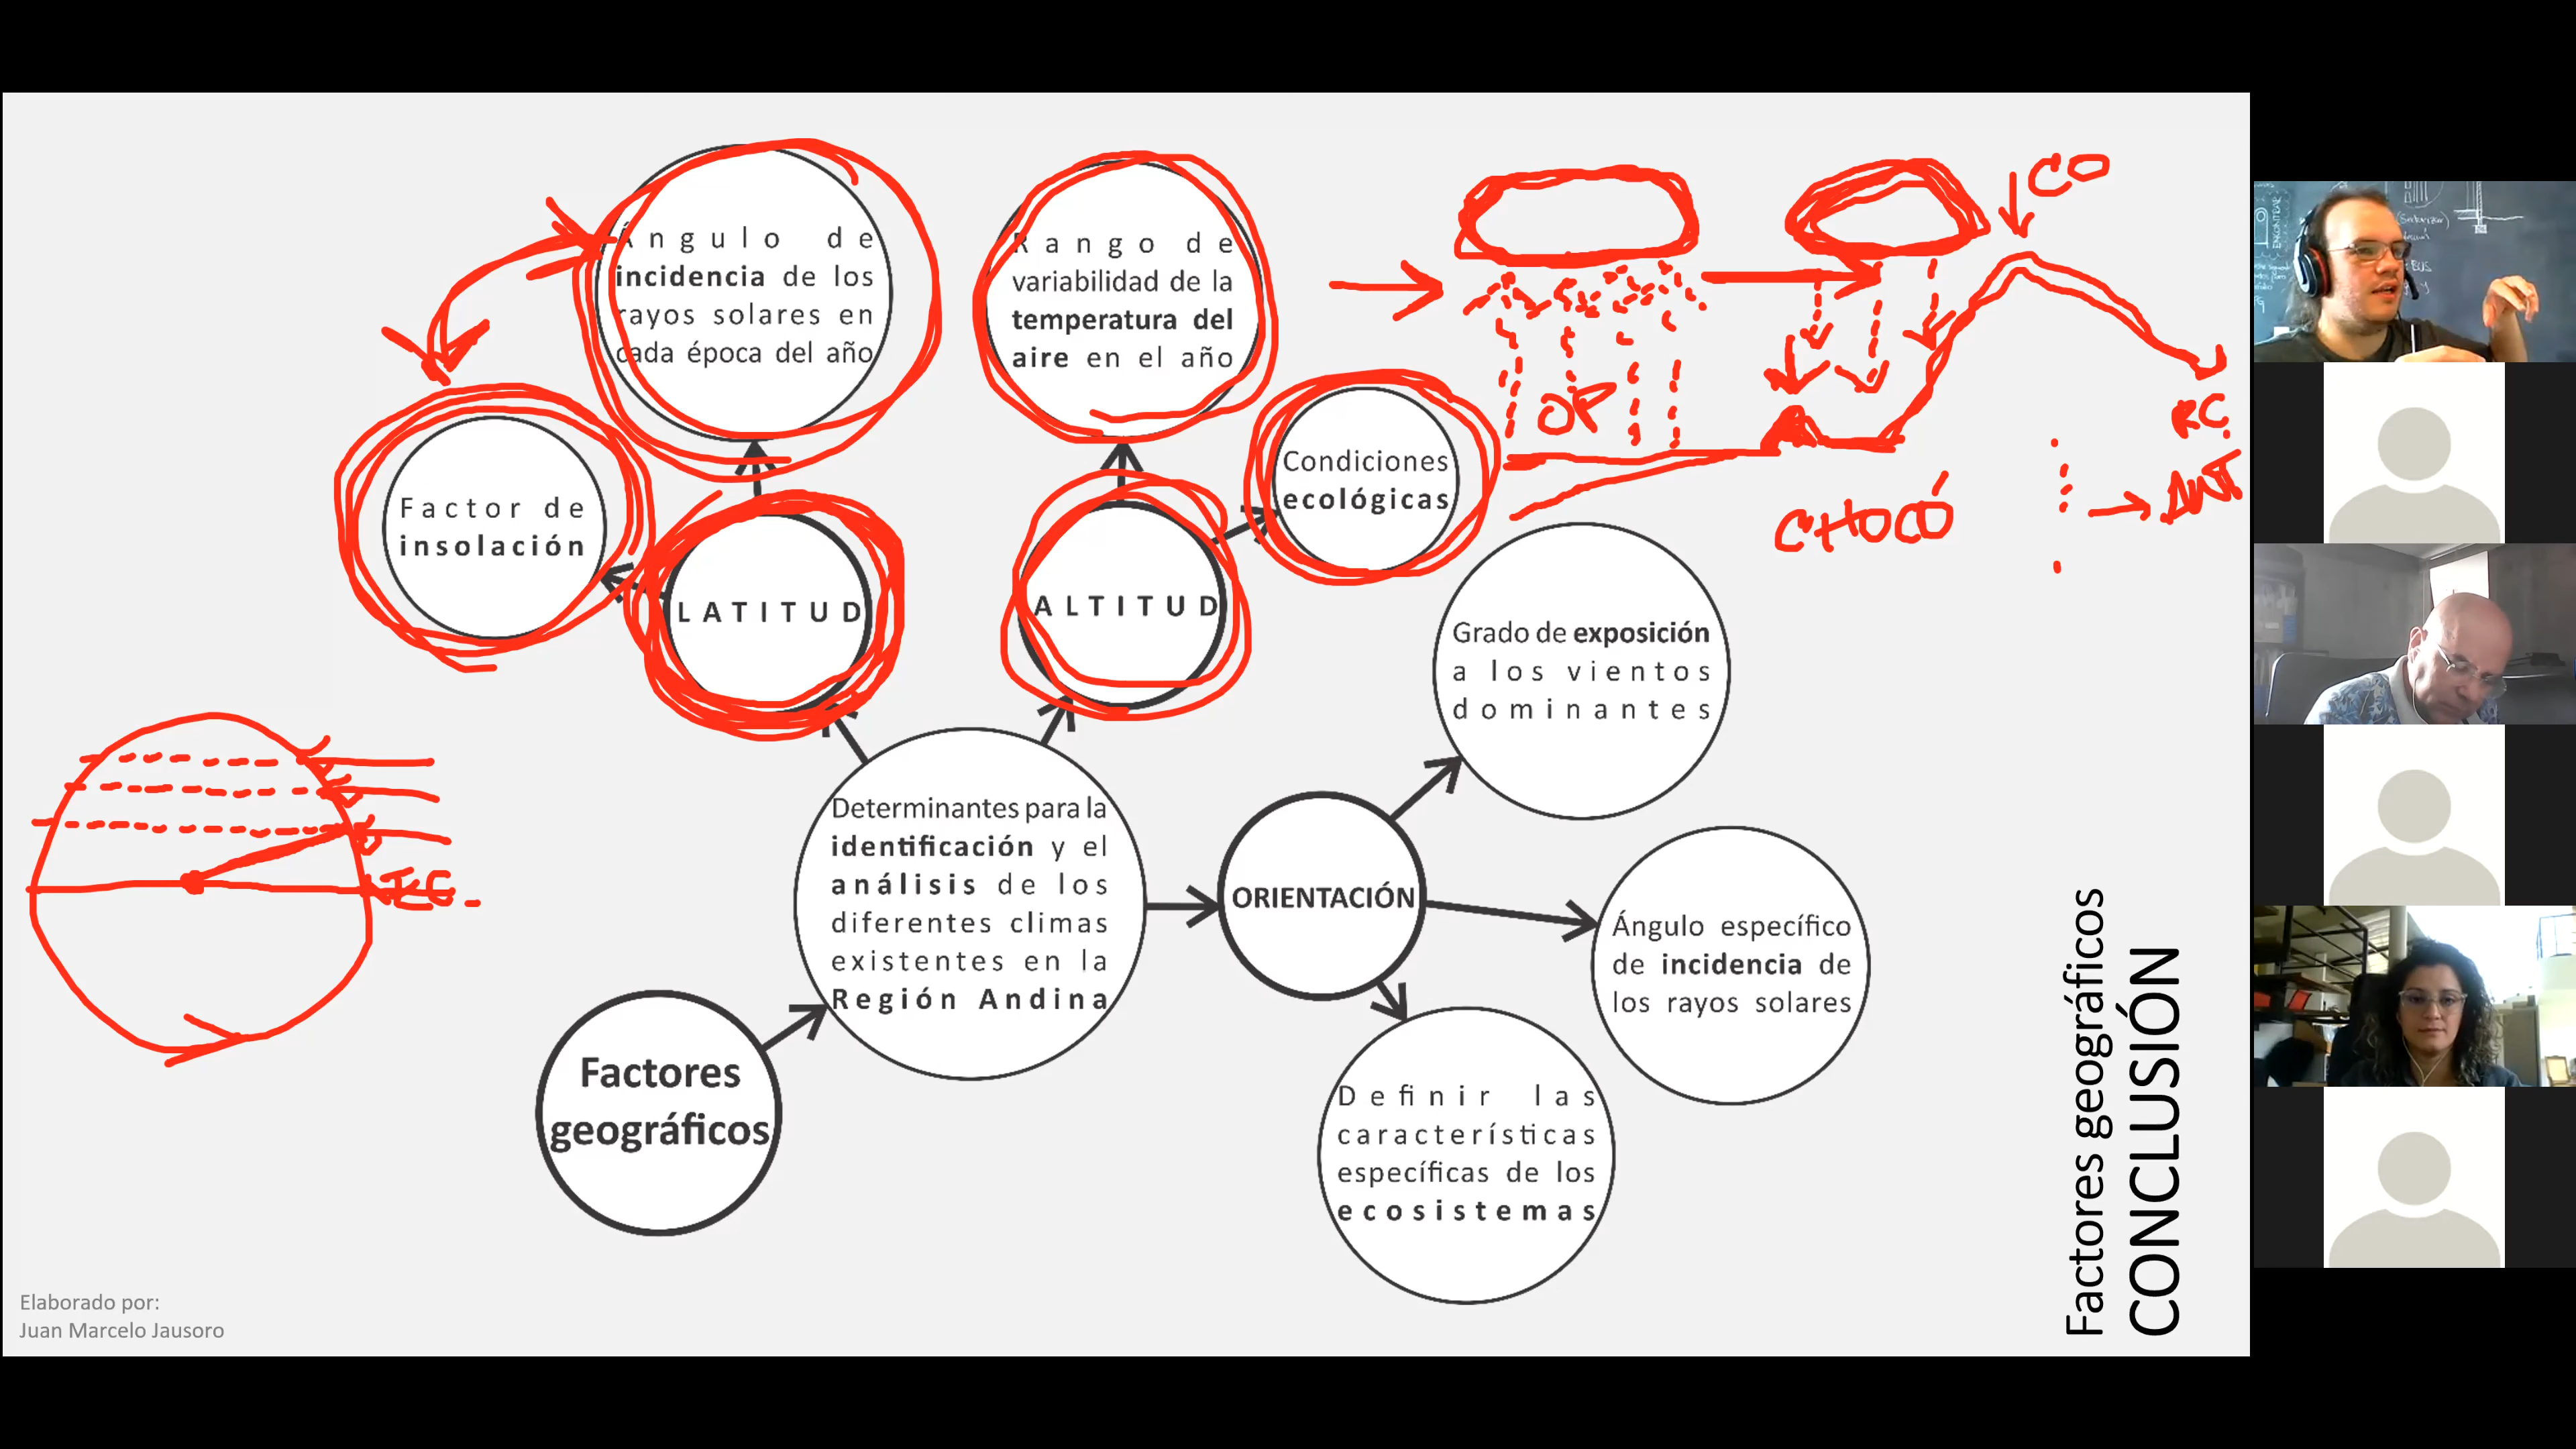 Ángulo de
incidencia de los
rayos solares en
cada época del año
Rango de
variabilidad de la
temperatura del
aire en el año
CO
Factor de
insolación
Condiciones
ecológicas
OP
RC
ANT
CHOCÓ
LATITUD
ALTITUD
Grado de exposición
a los vientos
dominantes
Determinantes para la
identificación y el
análisis de los
diferentes climas
existentes en la
Región Andina
ORIENTACIÓN
Ángulo específico
de incidencia de
los rayos solares
Factores
geográficos
Definir las
características
específicas de los
ecosistemas
Factores geográficos
CONCLUSIÓN
Elaborado por:
Juan Marcelo Jausoro